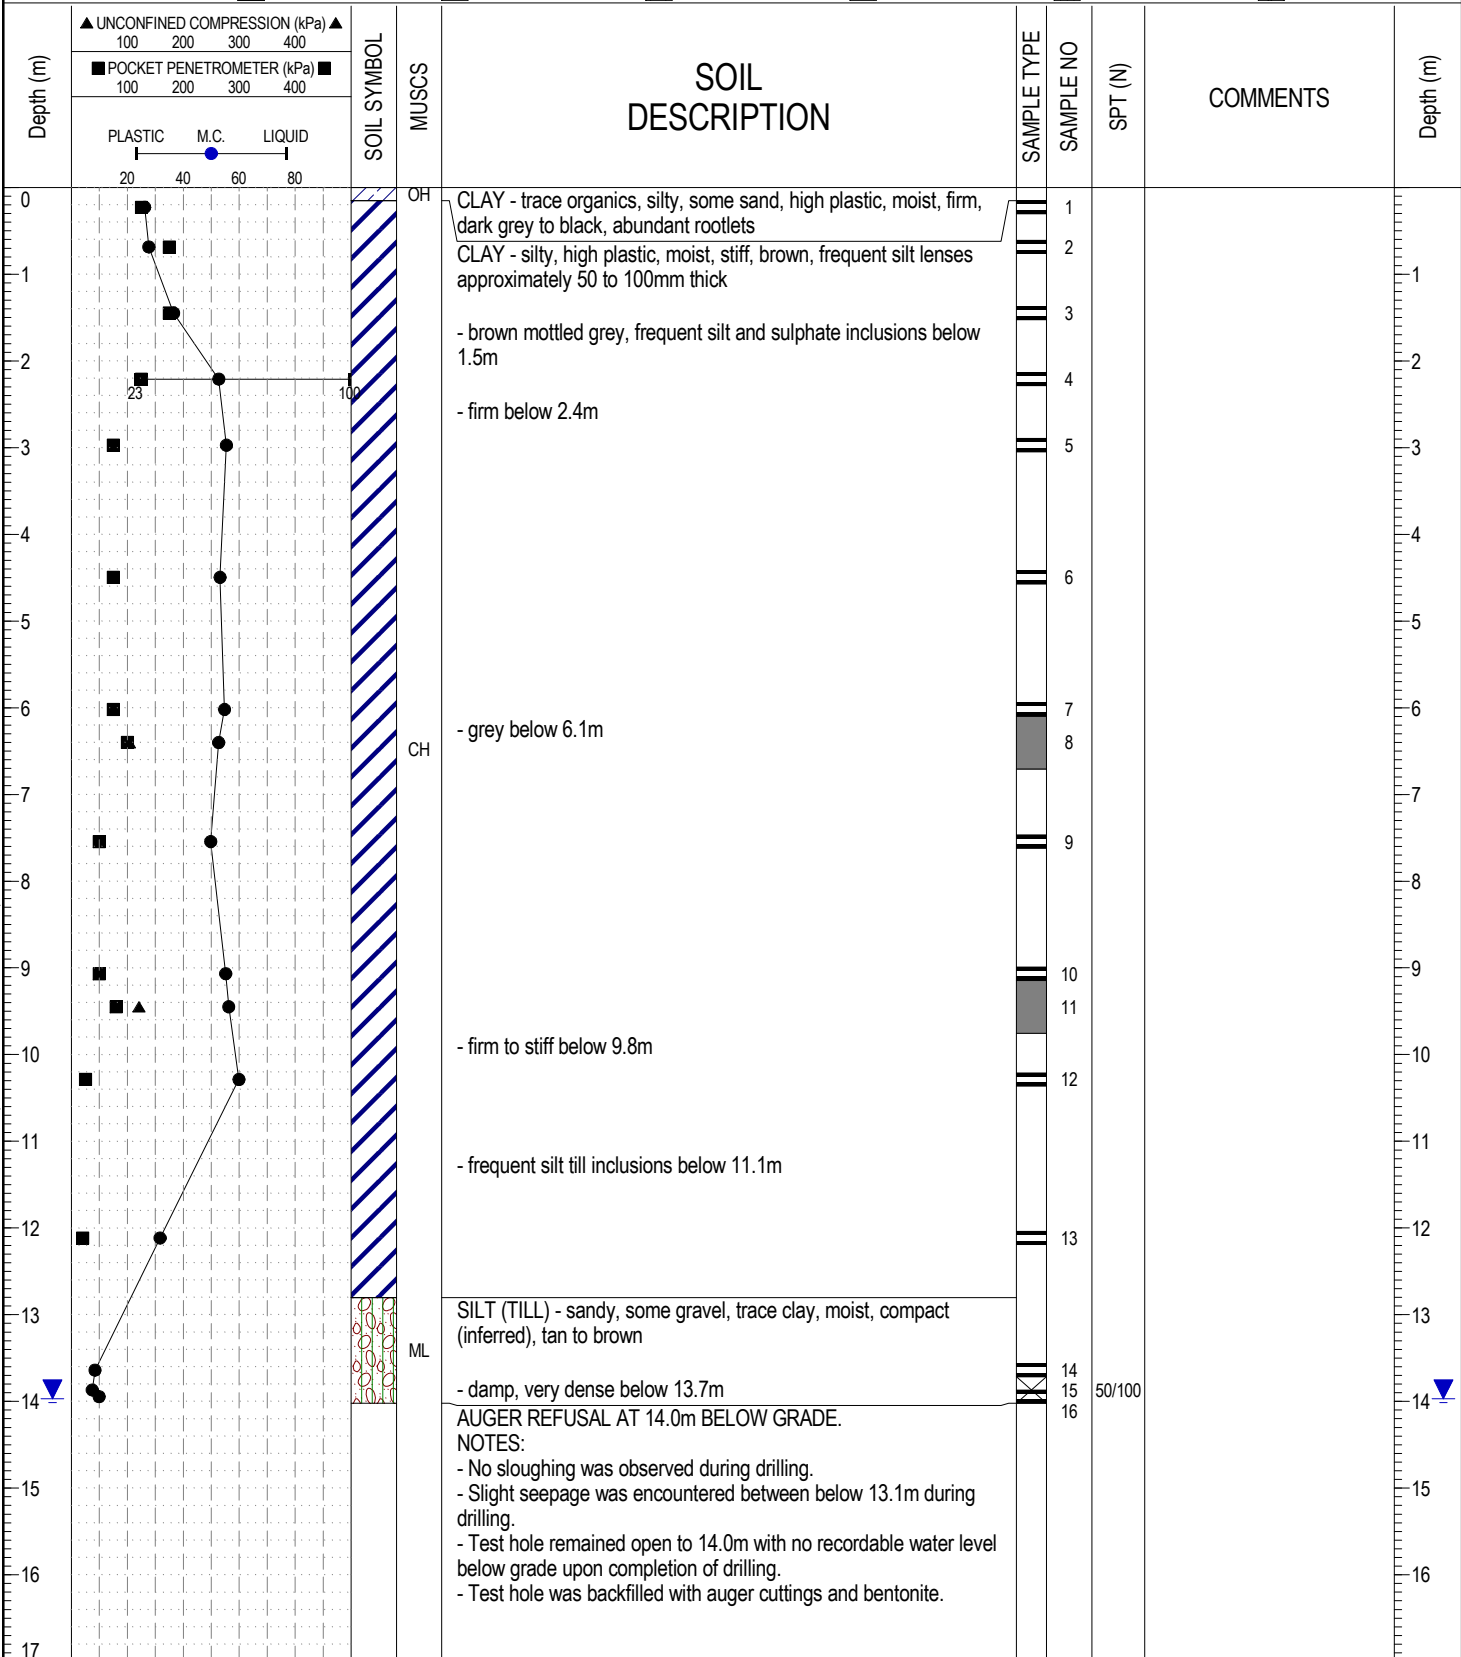 ▲ UNCONFINED COMPRESSION (kPa) ▲
100 200 300 400
■ POCKET PENETROMETER (kPa) ■
100 200 300 400
PLASTIC M.C. LIQUID
20 40 60 80
Depth (m)
SOIL SYMBOL
MUSCS
SOIL
DESCRIPTION
SAMPLE TYPE
SAMPLE NO
SPT (N)
COMMENTS
Depth (m)
0
OH
CLAY - trace organics, silty, some sand, high plastic, moist, firm,
dark grey to black, abundant rootlets
1
2
CLAY - silty, high plastic, moist, stiff, brown, frequent silt lenses
approximately 50 to 100mm thick
1 1
3
- brown mottled grey, frequent silt and sulphate inclusions below
1.5m
2 2
4
23 100
- firm below 2.4m
3 5 3
4 4
6
5 5
6 7 6
- grey below 6.1m
CH 8
7 7
9
8 8
9 10 9
11
- firm to stiff below 9.8m
10 10
12
11 11
- frequent silt till inclusions below 11.1m
12 12
13
13 13
SILT (TILL) - sandy, some gravel, trace clay, moist, compact
(inferred), tan to brown
ML
14
- damp, very dense below 13.7m
15 50/100
14 14
16
AUGER REFUSAL AT 14.0m BELOW GRADE.
NOTES:
- No sloughing was observed during drilling.
15 15
- Slight seepage was encountered between below 13.1m during
drilling.
- Test hole remained open to 14.0m with no recordable water level
below grade upon completion of drilling.
16 16
- Test hole was backfilled with auger cuttings and bentonite.
17